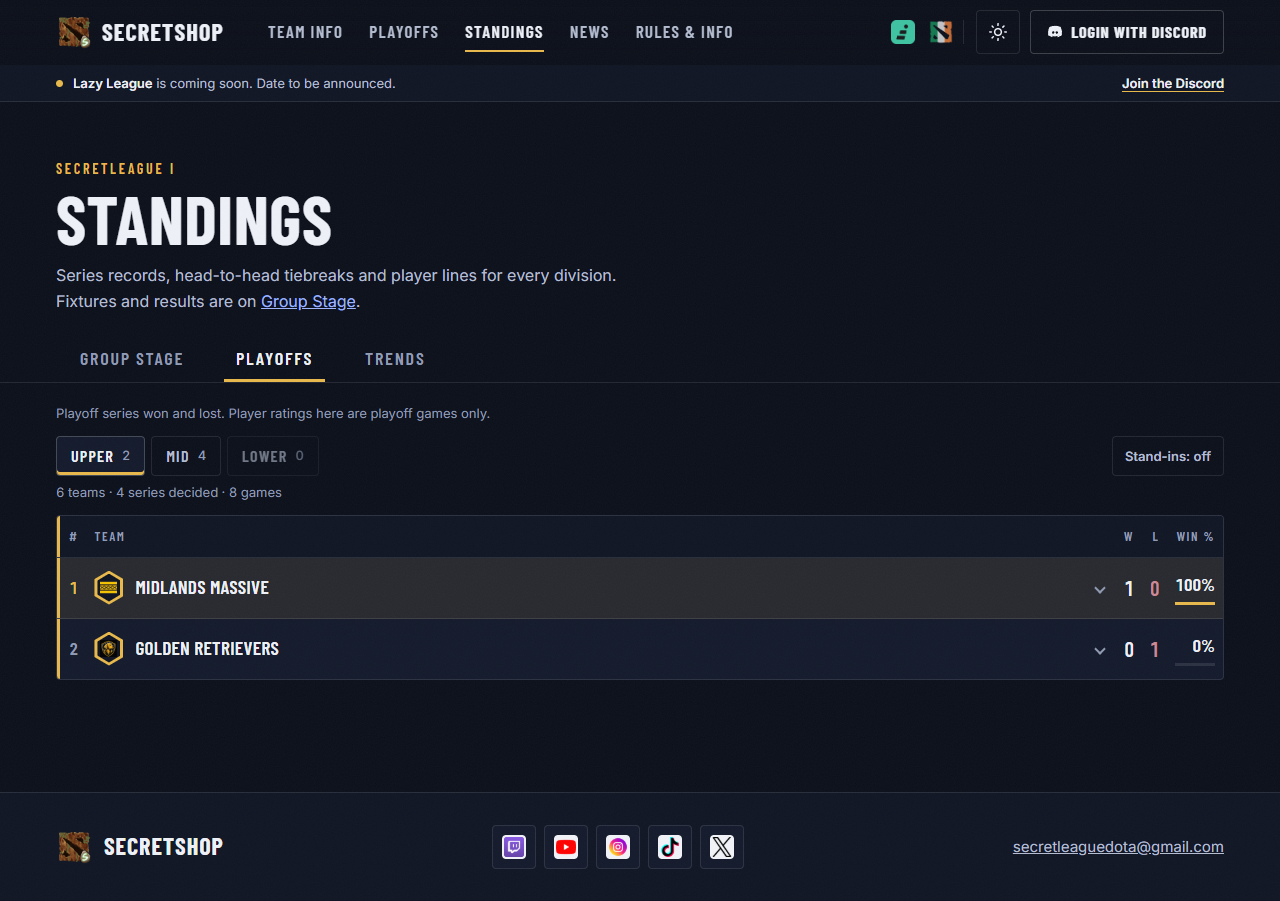 SECRETSHOP TEAM INFO PLAYOFFS STANDINGS NEWS RULES & INFO LOGIN WITH DISCORD
Lazy League is coming soon. Date to be announced. Join the Discord
SECRETLEAGUE I
STANDINGS
Series records, head-to-head tiebreaks and player lines for every division.
Fixtures and results are on Group Stage.
GROUP STAGE PLAYOFFS TRENDS
Playoff series won and lost. Player ratings here are playoff games only.
UPPER 2 MID 4 LOWER 0 Stand-ins: off
6 teams · 4 series decided · 8 games
# TEAM W L WIN %
1 MIDLANDS MASSIVE 1 0 100%
2 GOLDEN RETRIEVERS 0 1 0%
SECRETSHOP secretleaguedota@gmail.com